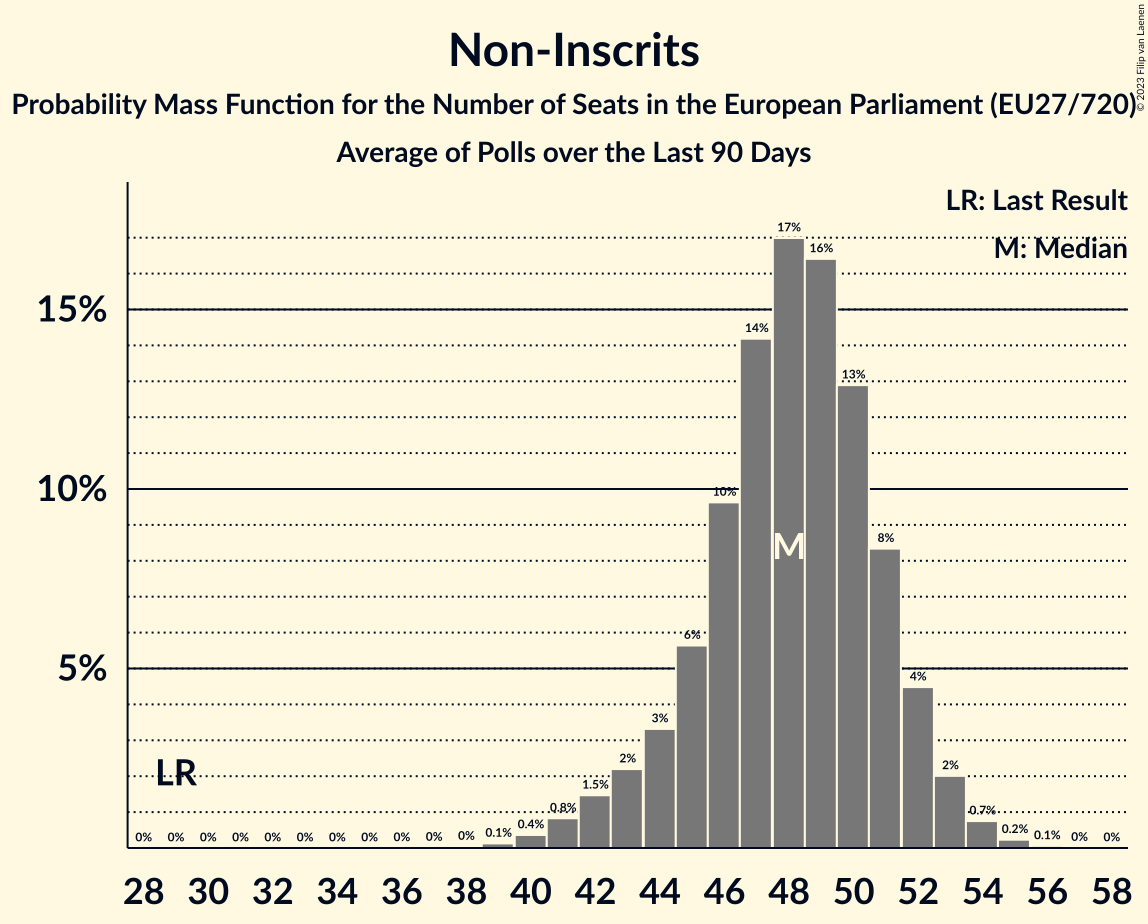 Non-Inscrits
Probability Mass Function for the Number of Seats in the European Parliament (EU27/720)
Average of Polls over the Last 90 Days
© 2023 Filip van Laenen
LR: Last Result
M: Median
17%
16%
15%
14%
13%
10%
10%
M
8%
6%
5%
4%
3%
2%
2%
LR
1.5%
0.8%
0.7%
0.4%
0.2%
0% 0% 0% 0% 0% 0% 0% 0% 0% 0% 0% 0.1% 0.1% 0% 0%
28 30 32 34 36 38 40 42 44 46 48 50 52 54 56 58